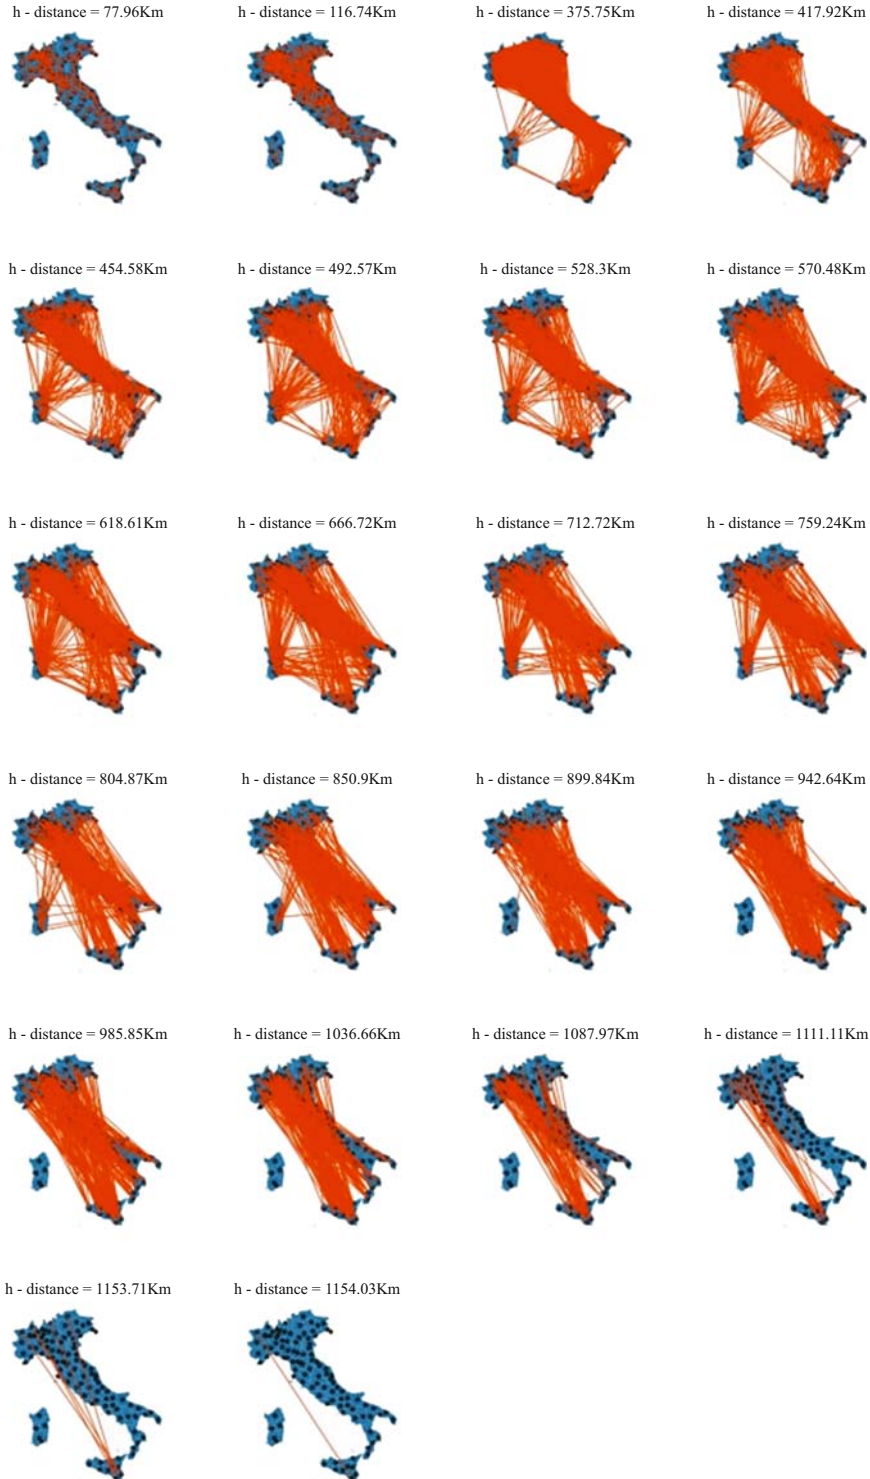 h - distance = 77.96Km
h - distance = 116.74Km
h - distance = 375.75Km
h - distance = 417.92Km
h - distance = 454.58Km
h - distance = 492.57Km
h - distance = 528.3Km
h - distance = 570.48Km
h - distance = 618.61Km
h - distance = 666.72Km
h - distance = 712.72Km
h - distance = 759.24Km
h - distance = 804.87Km
h - distance = 850.9Km
h - distance = 899.84Km
h - distance = 942.64Km
h - distance = 985.85Km
h - distance = 1036.66Km
h - distance = 1087.97Km
h - distance = 1111.11Km
h - distance = 1153.71Km
h - distance = 1154.03Km